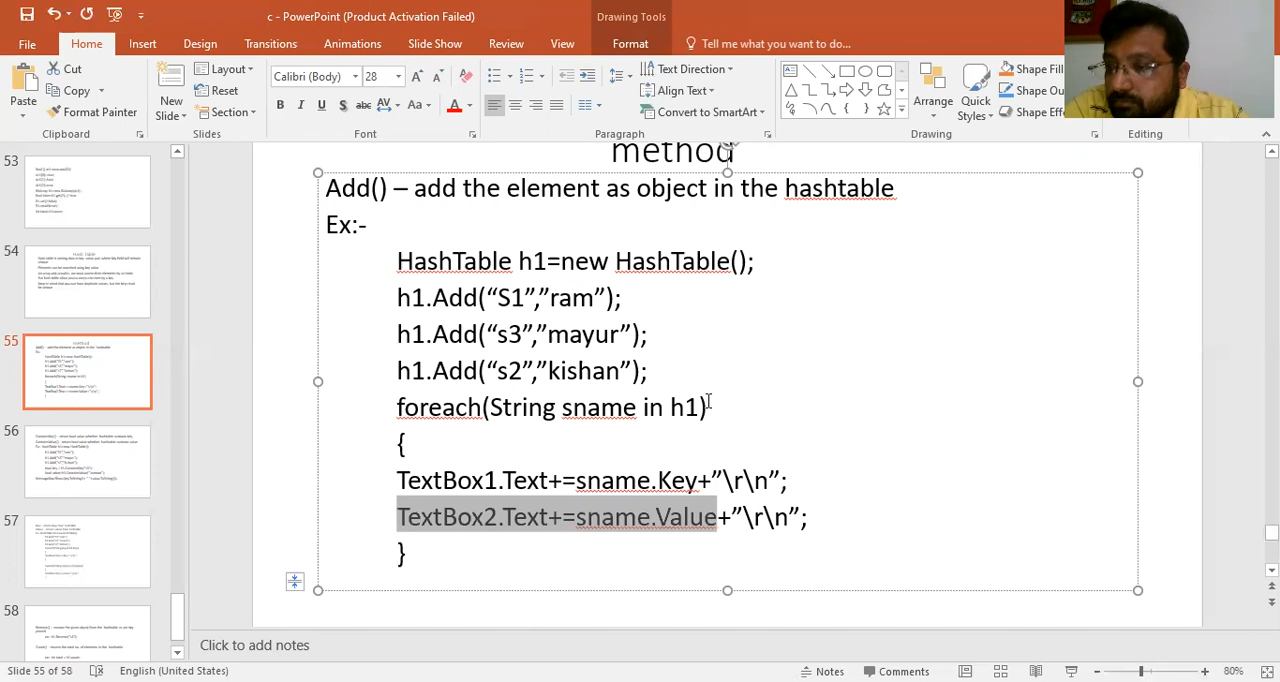 c - PowerPoint (Product Activation Failed)
Drawing Tools
File Home Insert Design Transitions Animations Slide Show Review View Format Tell me what you want to do...
Paste
Cut
Copy
Format Painter
Clipboard
New Slide
Layout
Reset
Section
Slides
Calibri (Body) 28
B I U S abc AV Aa A
Font
Text Direction
Align Text
Convert to SmartArt
Paragraph
Arrange
Quick Styles
Shape Fill
Shape Ou
Shape Effe
Drawing
Editing
53
54
55
56
57
58
method
Add() – add the element as object in the hashtable
Ex:-
HashTable h1=new HashTable();
h1.Add(“S1”,”ram”);
h1.Add(“s3”,”mayur”);
h1.Add(“s2”,”kishan”);
foreach(String sname in h1)
{
TextBox1.Text+=sname.Key+”\r\n”;
TextBox2.Text+=sname.Value+”\r\n”;
}
Click to add notes
Slide 55 of 58 English (United States) Notes Comments 80%